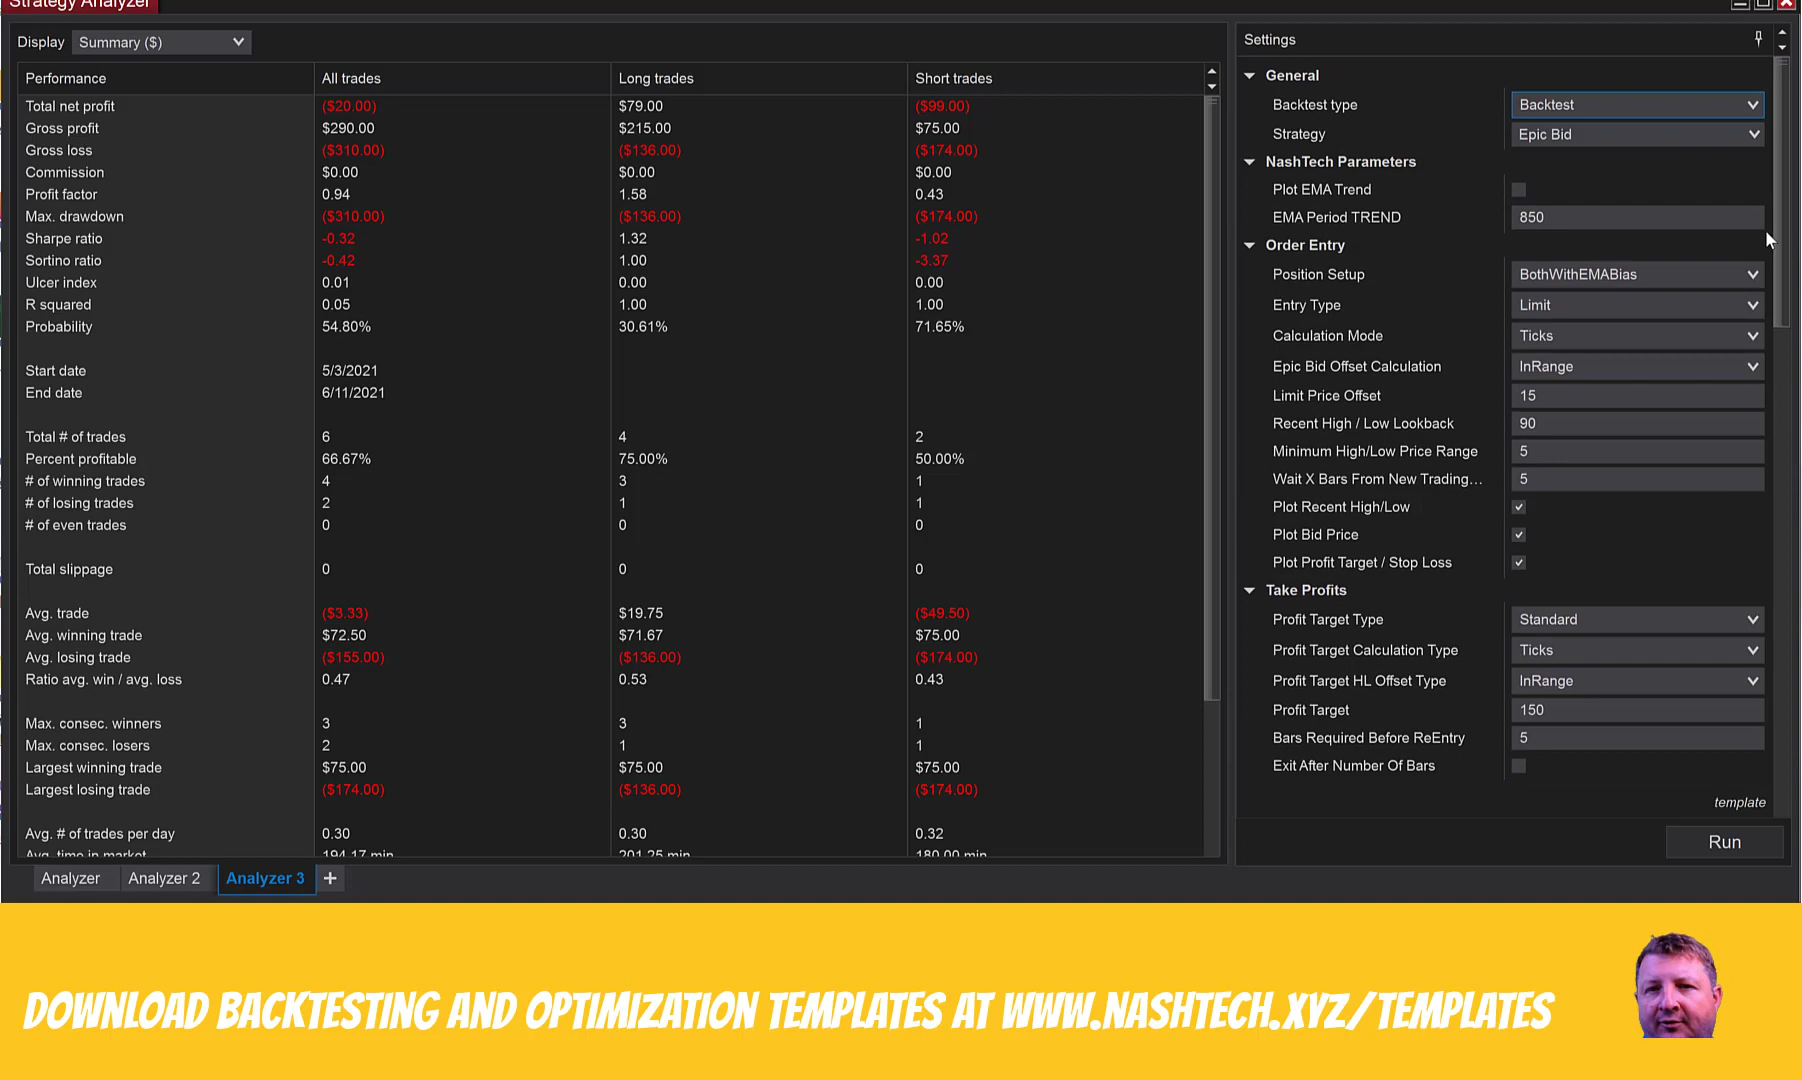 Strategy Analyzer
Display Summary ($)
Performance All trades Long trades Short trades
Total net profit ($20.00) $79.00 ($99.00)
Gross profit $290.00 $215.00 $75.00
Gross loss ($310.00) ($136.00) ($174.00)
Commission $0.00 $0.00 $0.00
Profit factor 0.94 1.58 0.43
Max. drawdown ($310.00) ($136.00) ($174.00)
Sharpe ratio -0.32 1.32 -1.02
Sortino ratio -0.42 1.00 -3.37
Ulcer index 0.01 0.00 0.00
R squared 0.05 1.00 1.00
Probability 54.80% 30.61% 71.65%
Start date 5/3/2021
End date 6/11/2021
Total # of trades 6 4 2
Percent profitable 66.67% 75.00% 50.00%
# of winning trades 4 3 1
# of losing trades 2 1 1
# of even trades 0 0 0
Total slippage 0 0 0
Avg. trade ($3.33) $19.75 ($49.50)
Avg. winning trade $72.50 $71.67 $75.00
Avg. losing trade ($155.00) ($136.00) ($174.00)
Ratio avg. win / avg. loss 0.47 0.53 0.43
Max. consec. winners 3 3 1
Max. consec. losers 2 1 1
Largest winning trade $75.00 $75.00 $75.00
Largest losing trade ($174.00) ($136.00) ($174.00)
Avg. # of trades per day 0.30 0.30 0.32
Avg. time in market 194.17 min 201.25 min 180.00 min
Analyzer Analyzer 2 Analyzer 3 +
Settings
General
Backtest type Backtest
Strategy Epic Bid
NashTech Parameters
Plot EMA Trend
EMA Period TREND 850
Order Entry
Position Setup BothWithEMABias
Entry Type Limit
Calculation Mode Ticks
Epic Bid Offset Calculation InRange
Limit Price Offset 15
Recent High / Low Lookback 90
Minimum High/Low Price Range 5
Wait X Bars From New Trading... 5
Plot Recent High/Low
Plot Bid Price
Plot Profit Target / Stop Loss
Take Profits
Profit Target Type Standard
Profit Target Calculation Type Ticks
Profit Target HL Offset Type InRange
Profit Target 150
Bars Required Before ReEntry 5
Exit After Number Of Bars
template
Run
DOWNLOAD BACKTESTING AND OPTIMIZATION TEMPLATES AT WWW.NASHTECH.XYZ/TEMPLATES